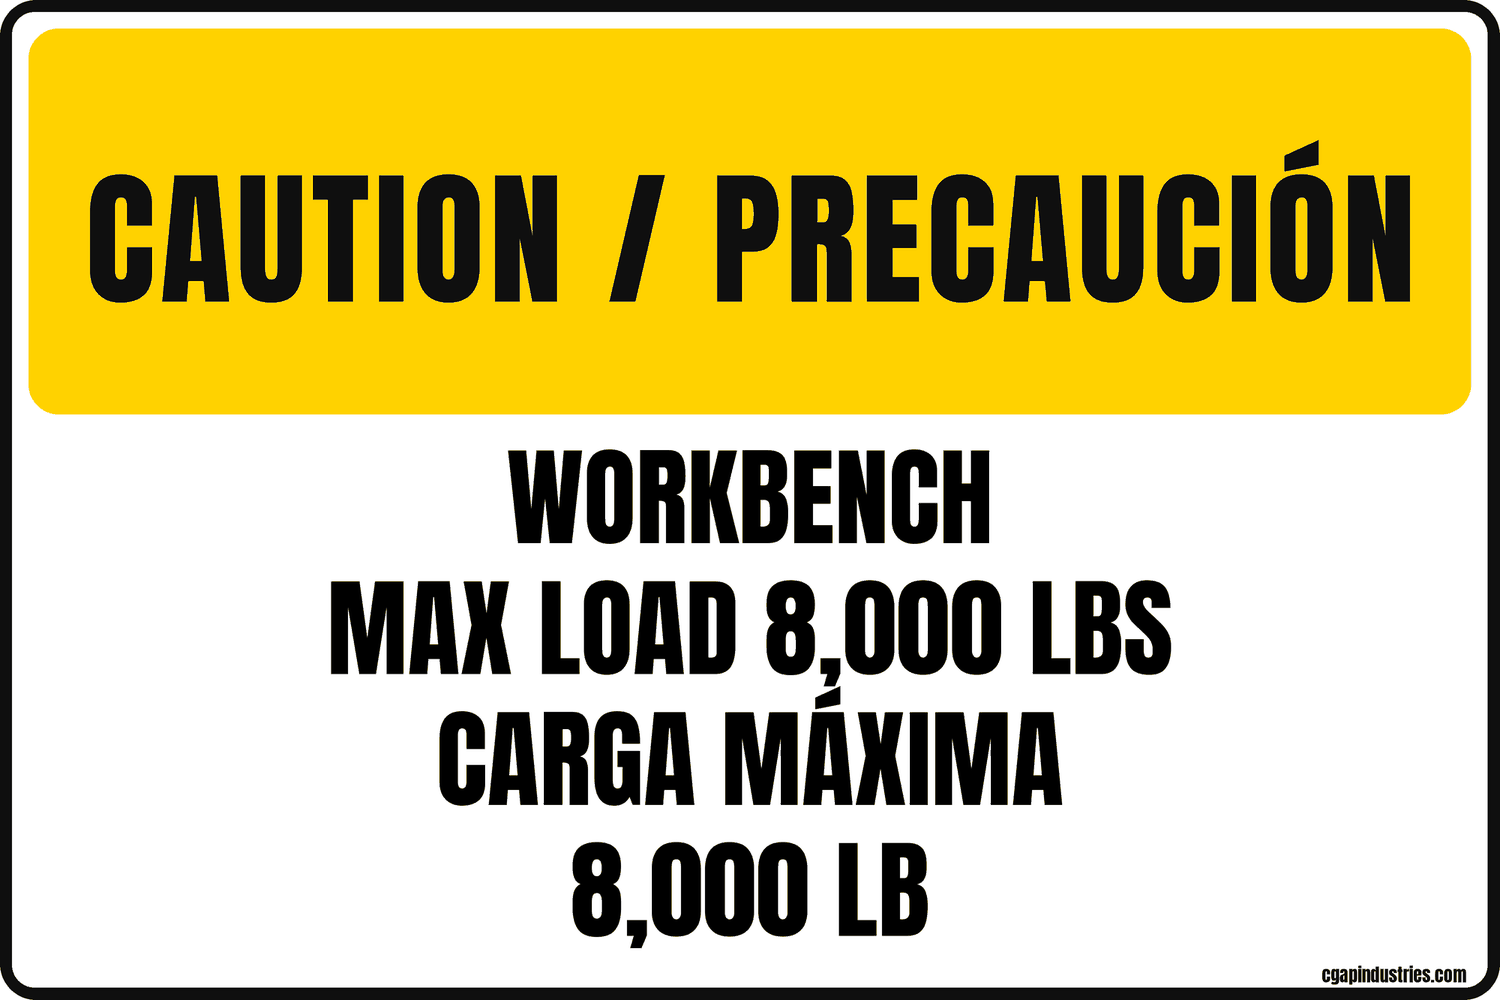 CAUTION / PRECAUCIÓN
WORKBENCH
MAX LOAD 8,000 LBS
CARGA MÁXIMA
8,000 LB
cgapindustries.com